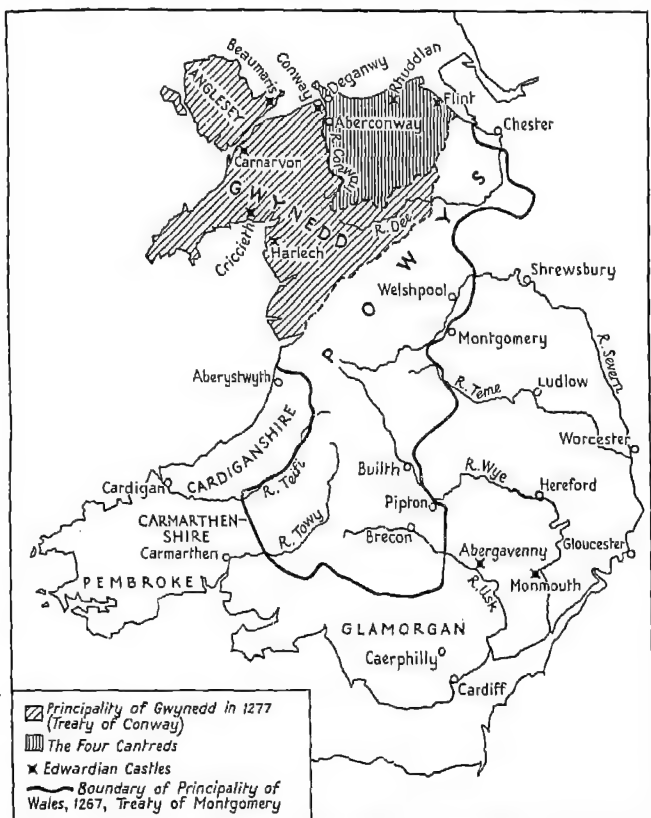 Beaumaris
Conway
Deganwy
Rhuddlan
Flint
ANGLESEY
Aberconway
Chester
R. Conway
Carnarvon
GWYNEDD
R. Dee
Criccieth
Harlech
POWYS
Shrewsbury
Welshpool
Montgomery
R. Severn
Aberystwyth
R. Teme
Ludlow
Worcester
CARDIGANSHIRE
Builth
R. Wye
Cardigan
R. Teifi
Pipton
Hereford
CARMARTHEN-
SHIRE
R. Towy
Brecon
Carmarthen
Abergavenny
Gloucester
PEMBROKE
R. Usk
Monmouth
GLAMORGAN
Caerphilly
Cardiff
Principality of Gwynedd in 1277
(Treaty of Conway)
The Four Cantreds
Edwardian Castles
Boundary of Principality of
Wales, 1267, Treaty of Montgomery